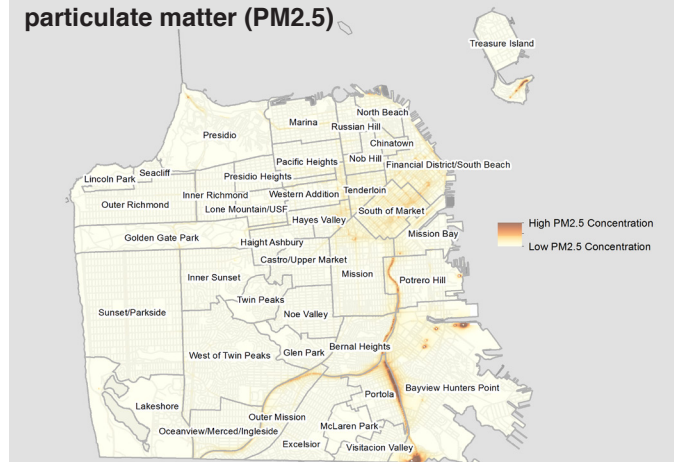 particulate matter (PM2.5)
Treasure Island
North Beach
Marina
Russian Hill
Presidio
Chinatown
Pacific Heights
Nob Hill
Financial District/South Beach
Seacliff
Lincoln Park
Presidio Heights
Tenderloin
Inner Richmond
Western Addition
Outer Richmond
Lone Mountain/USF
South of Market
Hayes Valley
High PM2.5 Concentration
Mission Bay
Golden Gate Park
Haight Ashbury
Low PM2.5 Concentration
Castro/Upper Market
Inner Sunset
Mission
Potrero Hill
Twin Peaks
Sunset/Parkside
Noe Valley
Bernal Heights
West of Twin Peaks
Glen Park
Bayview Hunters Point
Portola
Lakeshore
Outer Mission
McLaren Park
Oceanview/Merced/Ingleside
Excelsior
Visitacion Valley